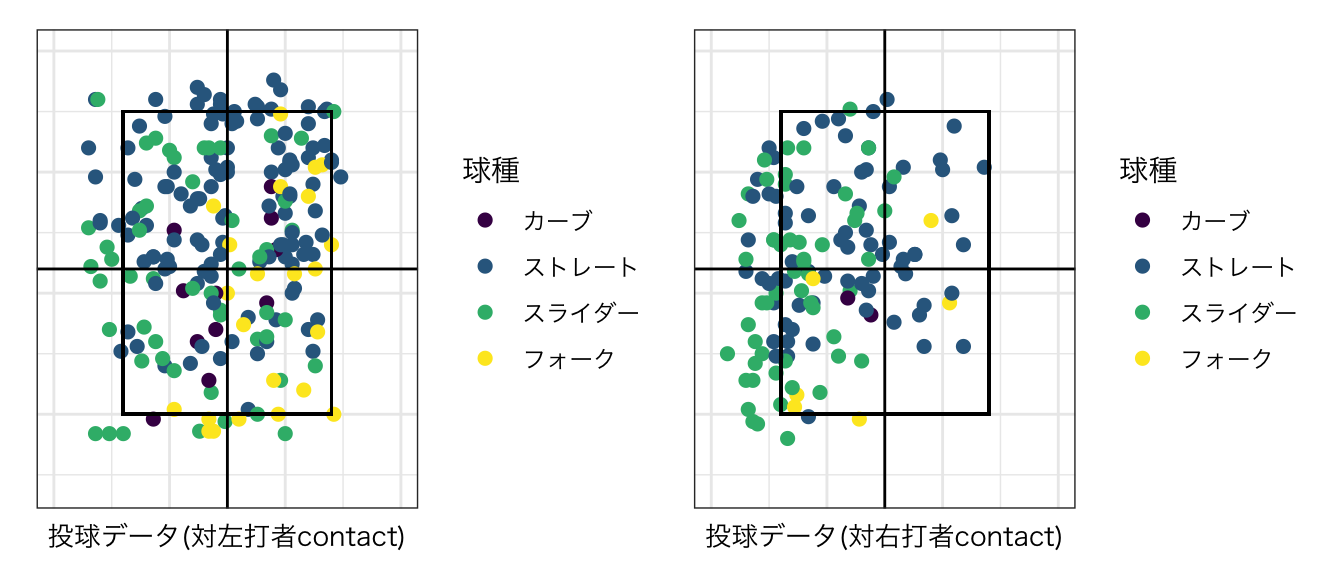 球種
カーブ
ストレート
スライダー
フォーク
投球データ(対左打者contact)
球種
カーブ
ストレート
スライダー
フォーク
投球データ(対右打者contact)